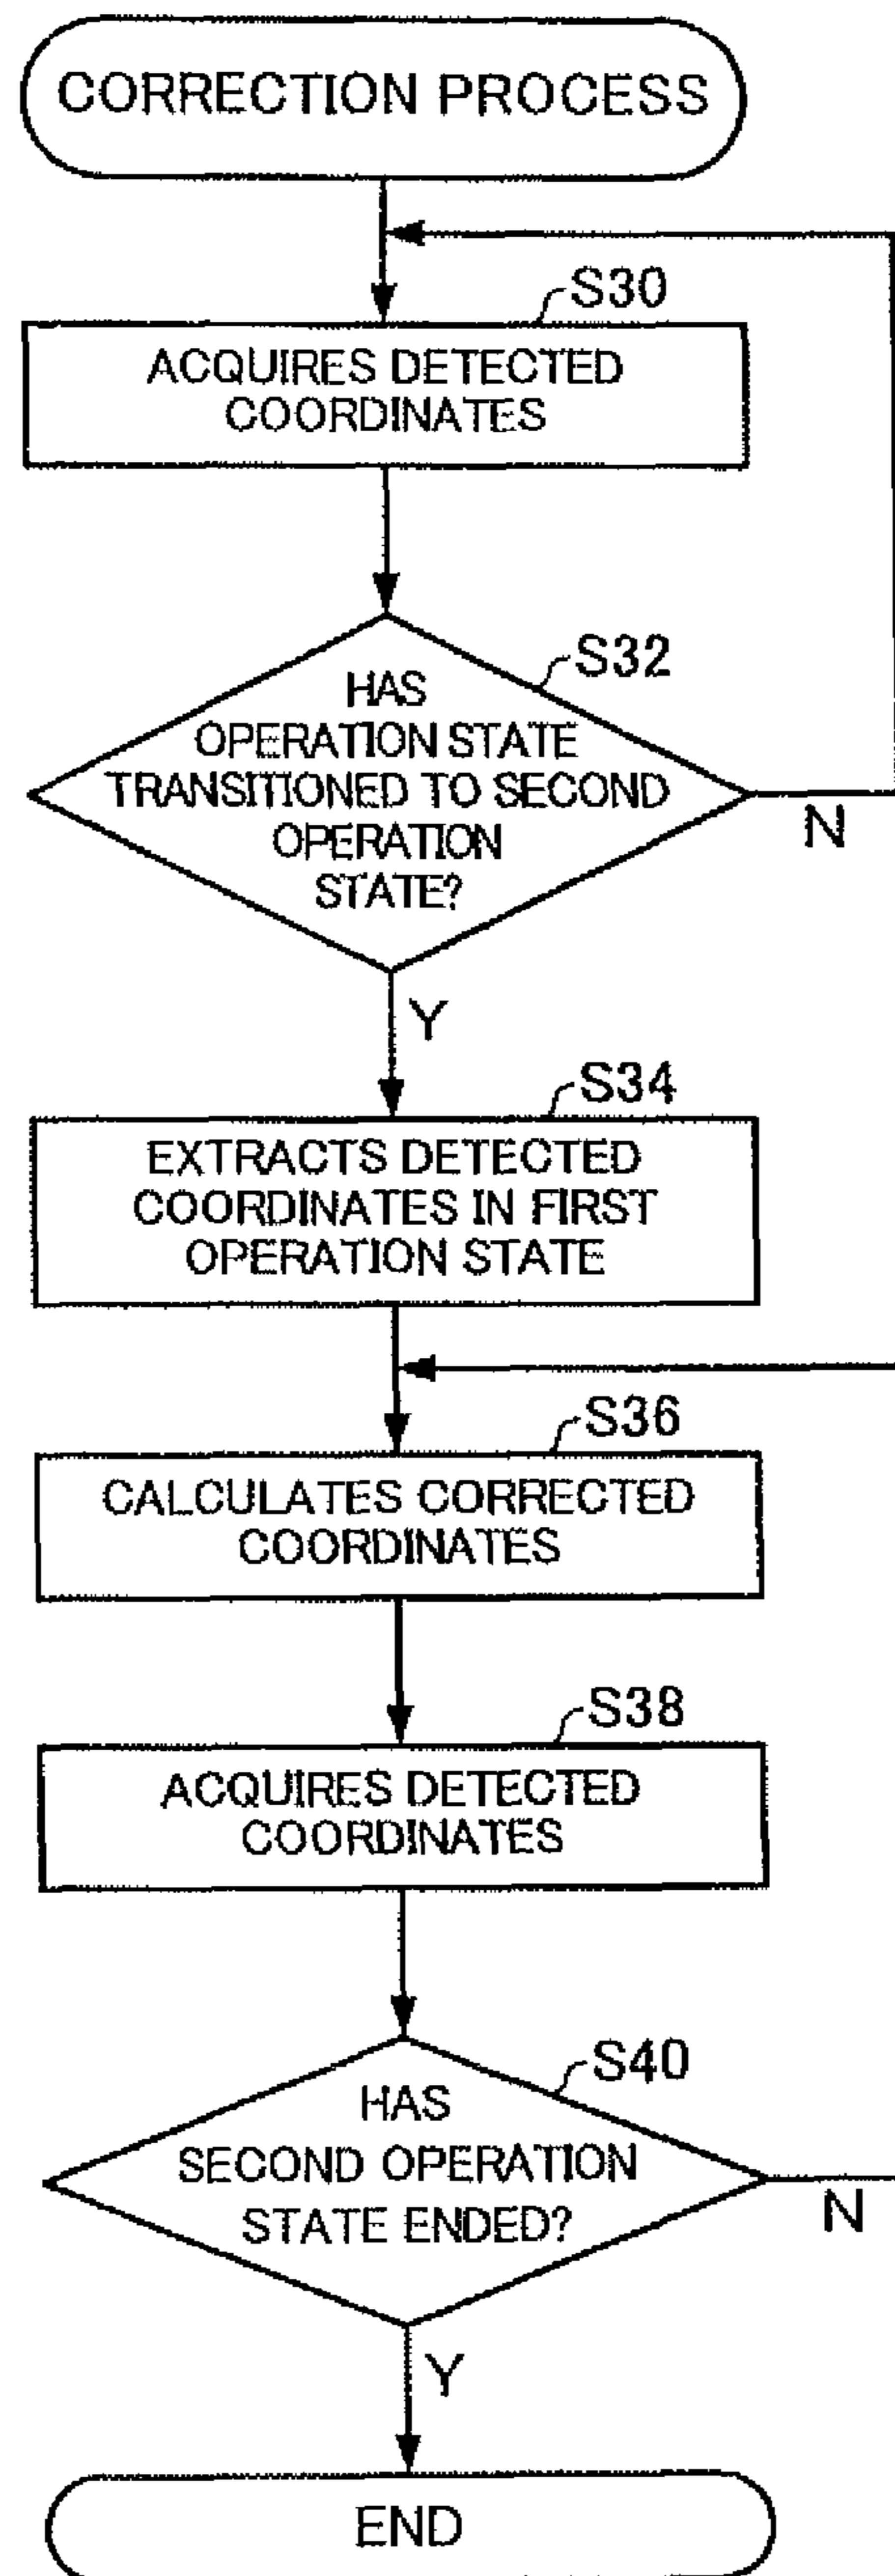 CORRECTION PROCESS
S30
ACQUIRES DETECTED
COORDINATES
S32
HAS
OPERATION STATE
TRANSITIONED TO SECOND
OPERATION
STATE?
N
Y
S34
EXTRACTS DETECTED
COORDINATES IN FIRST
OPERATION STATE
S36
CALCULATES CORRECTED
COORDINATES
S38
ACQUIRES DETECTED
COORDINATES
S40
HAS
SECOND OPERATION
STATE ENDED?
N
Y
END